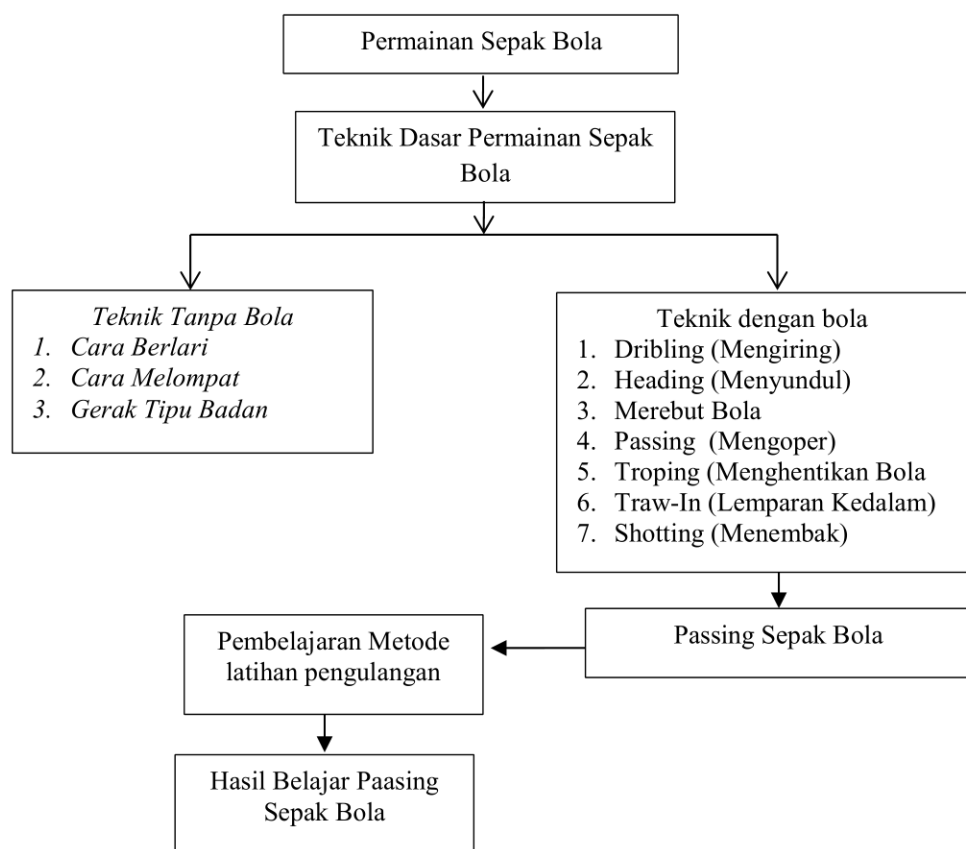 Permainan Sepak Bola
Teknik Dasar Permainan Sepak
Bola
Teknik Tanpa Bola
1. Cara Berlari
2. Cara Melompat
3. Gerak Tipu Badan
Teknik dengan bola
1. Dribling (Mengiring)
2. Heading (Menyundul)
3. Merebut Bola
4. Passing (Mengoper)
5. Troping (Menghentikan Bola
6. Traw-In (Lemparan Kedalam)
7. Shotting (Menembak)
Passing Sepak Bola
Pembelajaran Metode
latihan pengulangan
Hasil Belajar Paasing
Sepak Bola